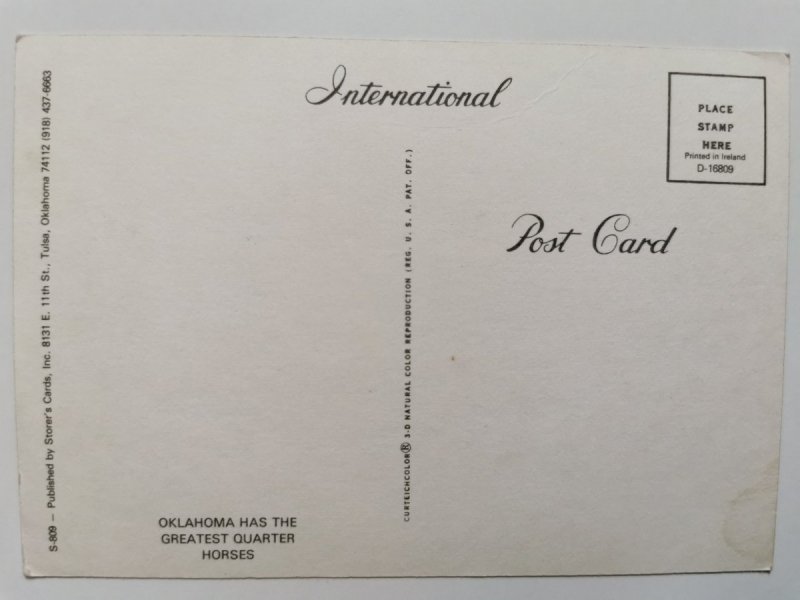 International
PLACE
STAMP
HERE
Printed in Ireland
D-16809
Post Card
S-809 — Published by Storer's Cards, Inc. 8131 E. 11th St., Tulsa, Oklahoma 74112 (918) 437-6663
CURTEICHCOLOR® 3-D NATURAL COLOR REPRODUCTION (REG. U. S. A. PAT. OFF.)
OKLAHOMA HAS THE
GREATEST QUARTER
HORSES